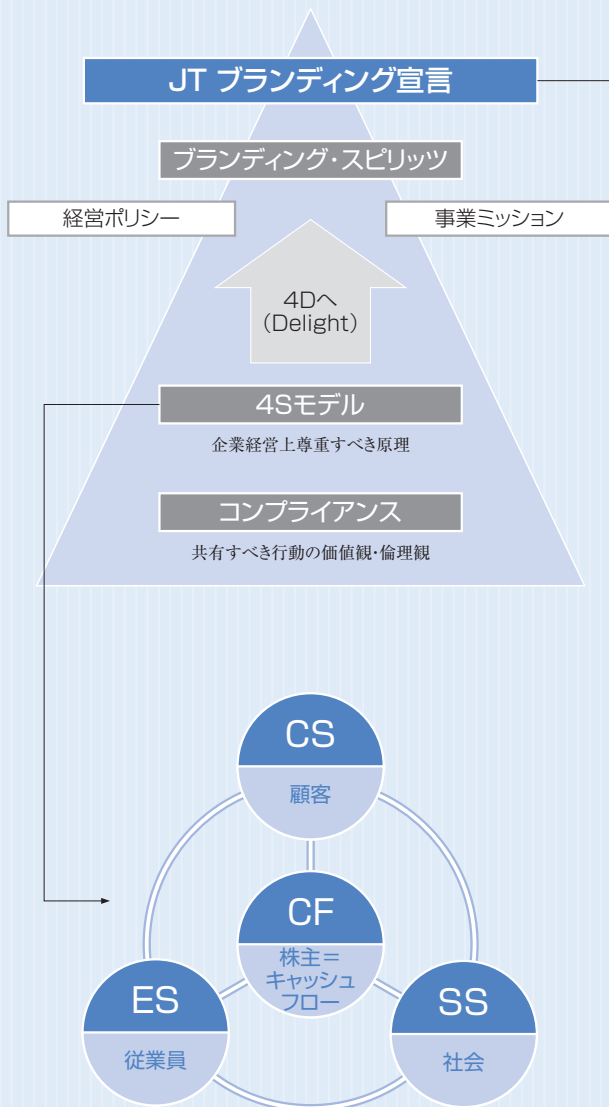 JT ブランディング宣言
ブランディング・スピリッツ
経営ポリシー
事業ミッション
4Dへ
(Delight)
4Sモデル
企業経営上尊重すべき原理
コンプライアンス
共有すべき行動の価値観・倫理観
CS
顧客
CF
株主＝
キャッシュ
フロー
ES
従業員
SS
社会